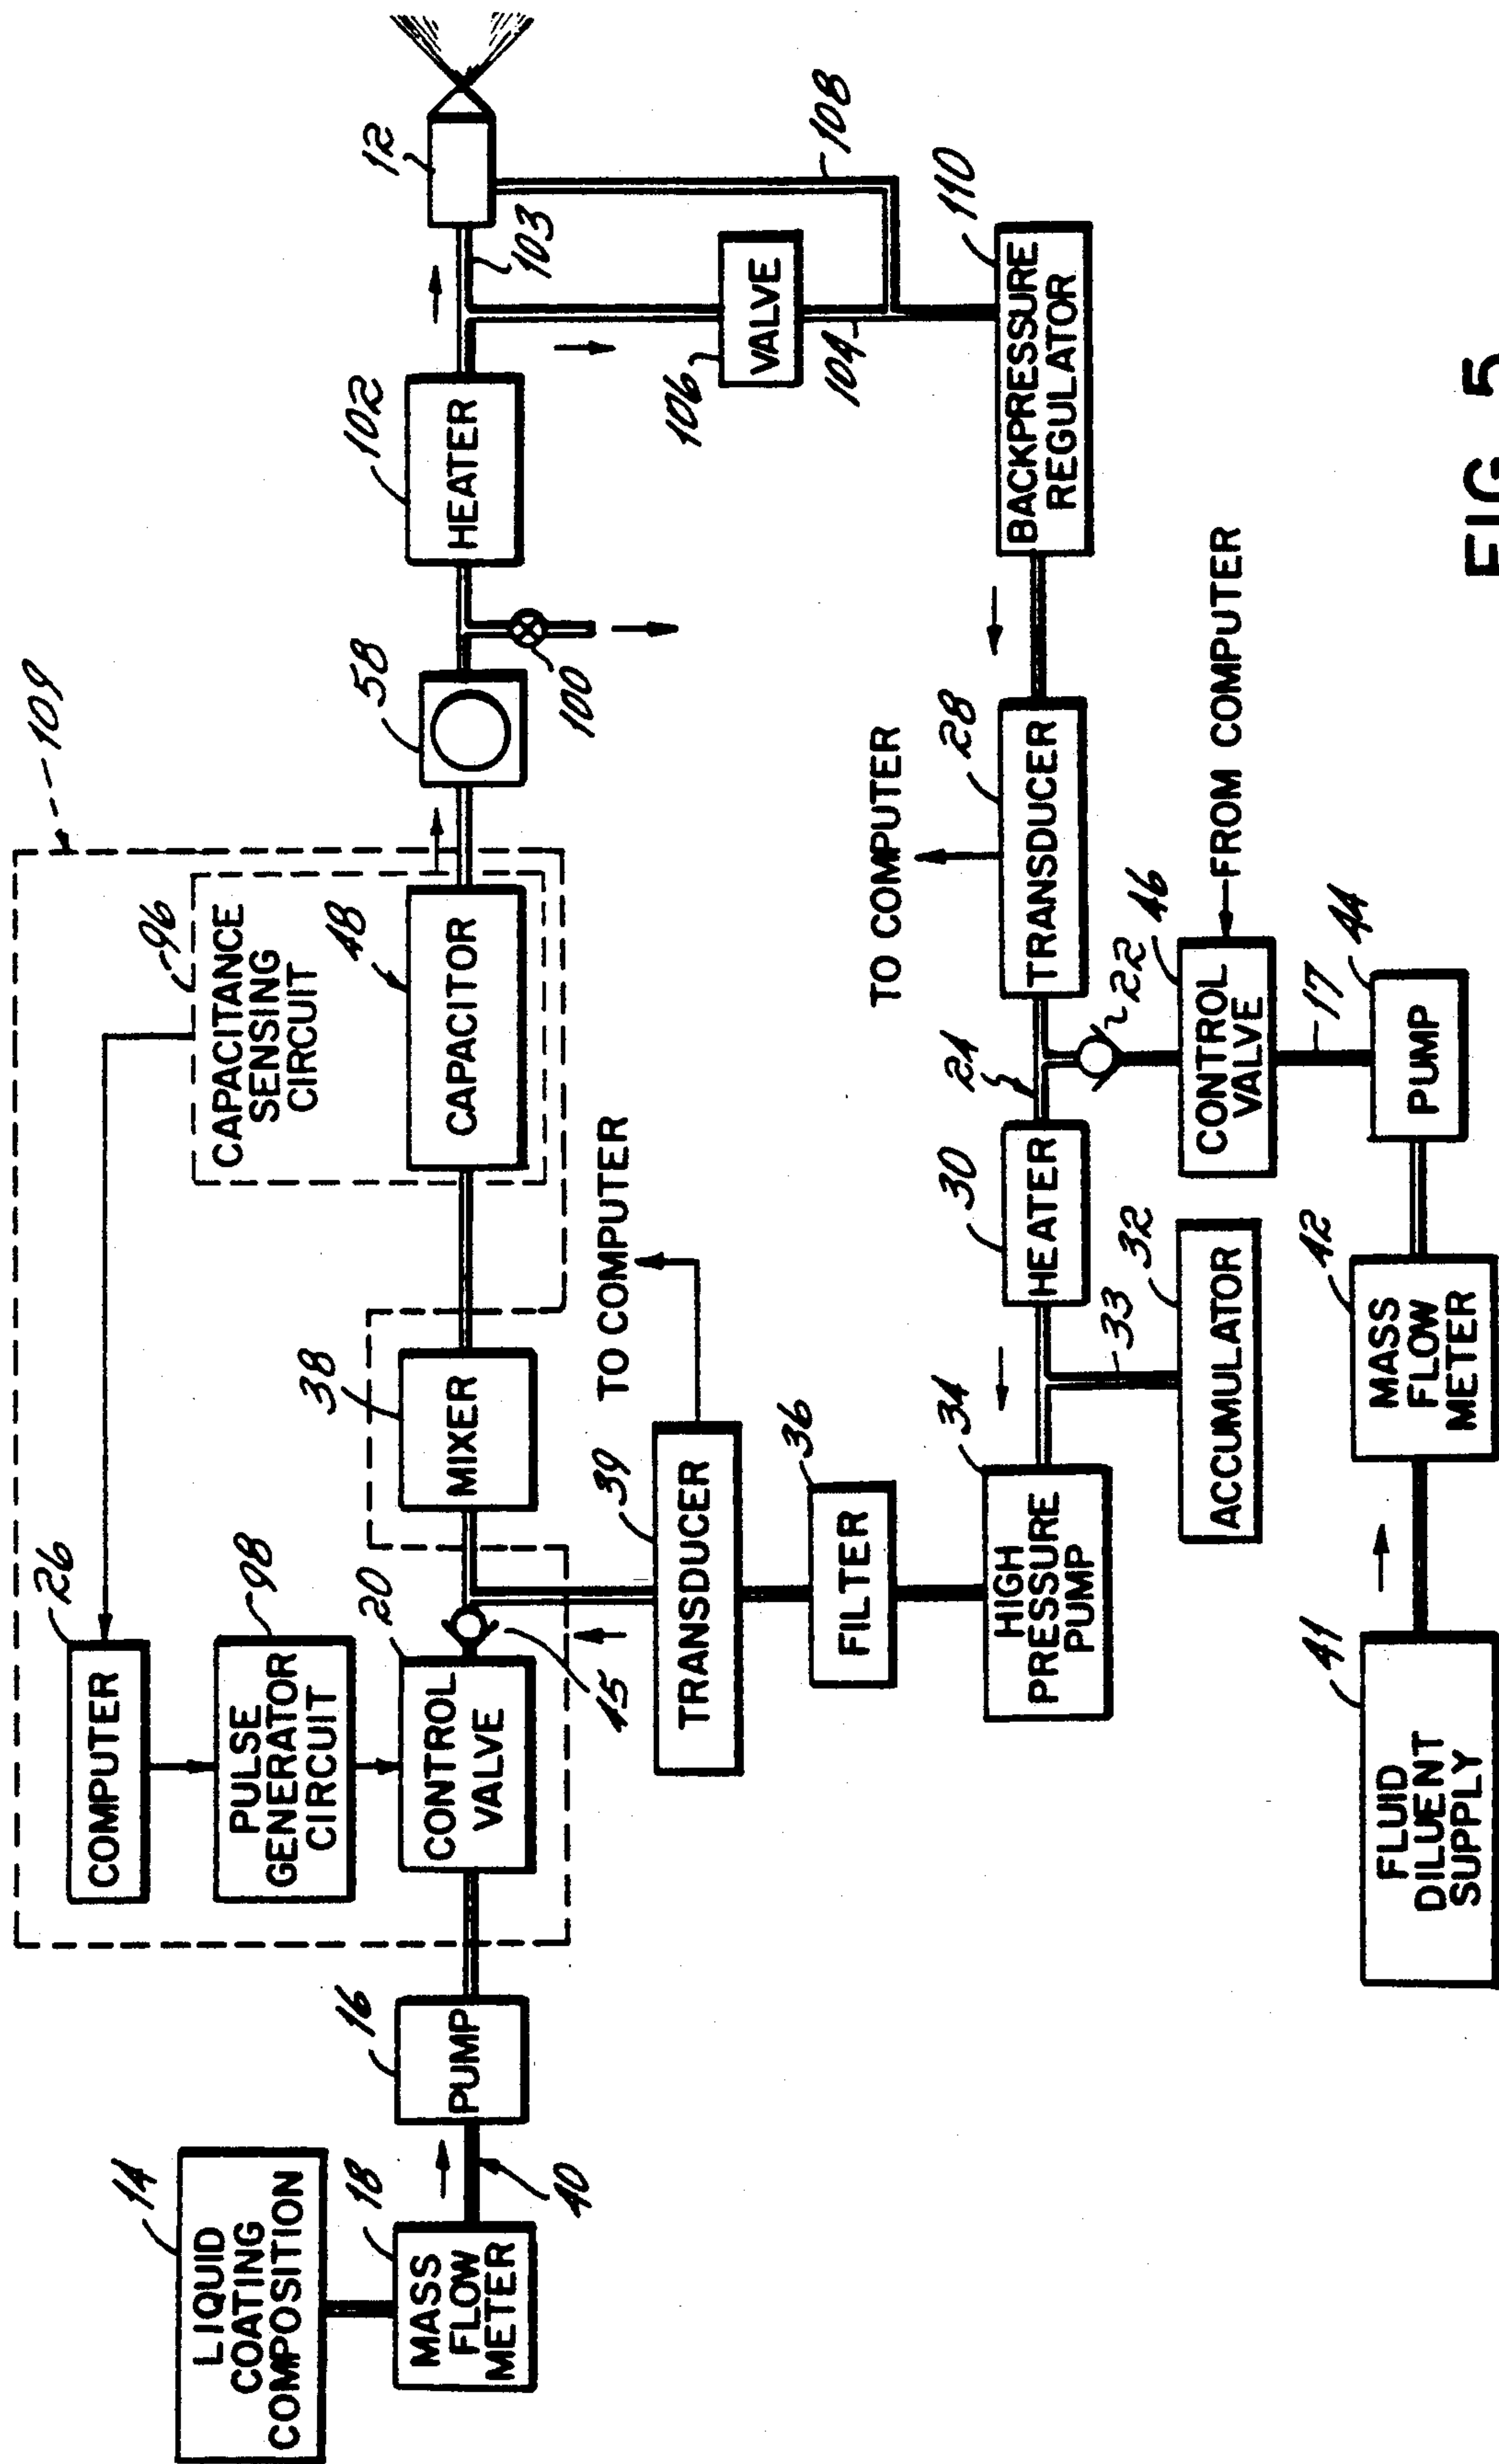 109
26
COMPUTER
96
CAPACITANCE
SENSING
CIRCUIT
98
PULSE
GENERATOR
CIRCUIT
14
LIQUID
COATING
COMPOSITION
18
MASS
FLOW
METER
40
16
PUMP
20
CONTROL
VALVE
45
38
MIXER
48
CAPACITOR
58
100
102
HEATER
103
12
108
106
VALVE
104
110
BACKPRESSURE
REGULATOR
39
TRANSDUCER
TO COMPUTER
36
FILTER
34
HIGH
PRESSURE
PUMP
33
32
ACCUMULATOR
30
HEATER
24
28
TRANSDUCER
TO COMPUTER
22
46
CONTROL
VALVE
FROM COMPUTER
17
44
PUMP
42
MASS
FLOW
METER
41
FLUID
DILUENT
SUPPLY
FIG. 5